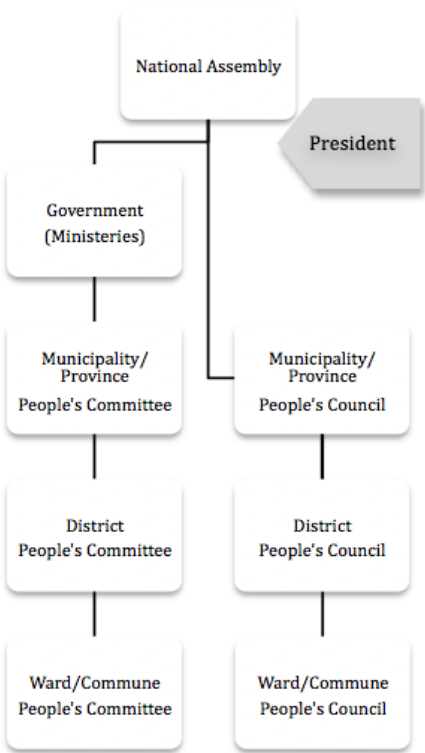 National Assembly
President
Government
(Ministeries)
Municipality/
Province
People's Committee
Municipality/
Province
People's Council
District
People's Committee
District
People's Council
Ward/Commune
People's Committee
Ward/Commune
People's Council